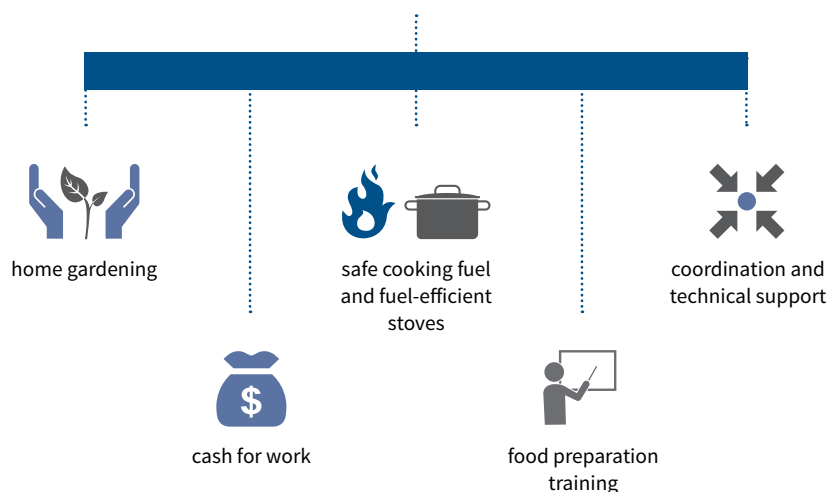 home gardening
safe cooking fuel
and fuel-efficient
stoves
coordination and
technical support
$
cash for work
food preparation
training